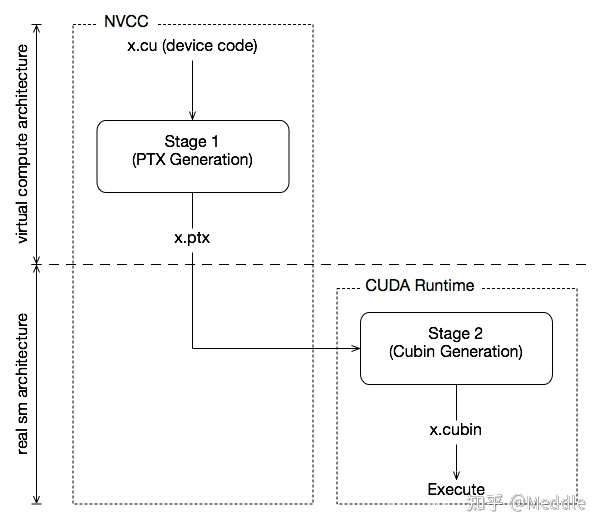 NVCC
x.cu (device code)
Stage 1
(PTX Generation)
x.ptx
virtual compute architecture
CUDA Runtime
Stage 2
(Cubin Generation)
x.cubin
Execute
real sm architecture
知乎 @Meddle